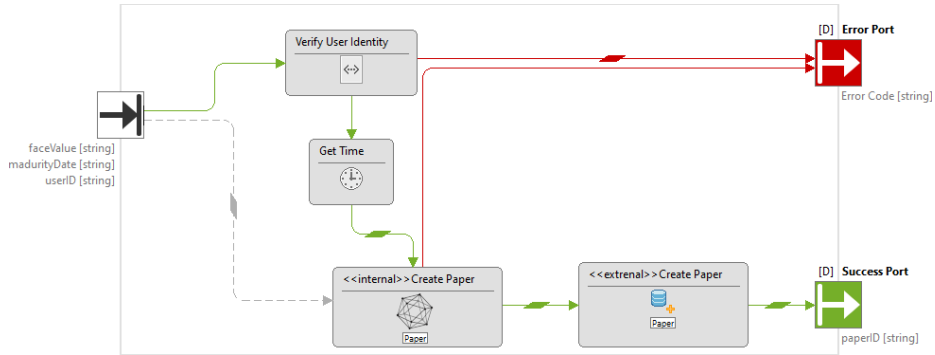 [D] Error Port
Verify User Identity
Error Code [string]
faceValue [string]
madurityDate [string]
userID [string]
Get Time
<<internal>>Create Paper
Paper
<<extrenal>>Create Paper
Paper
[D] Success Port
paperID [string]